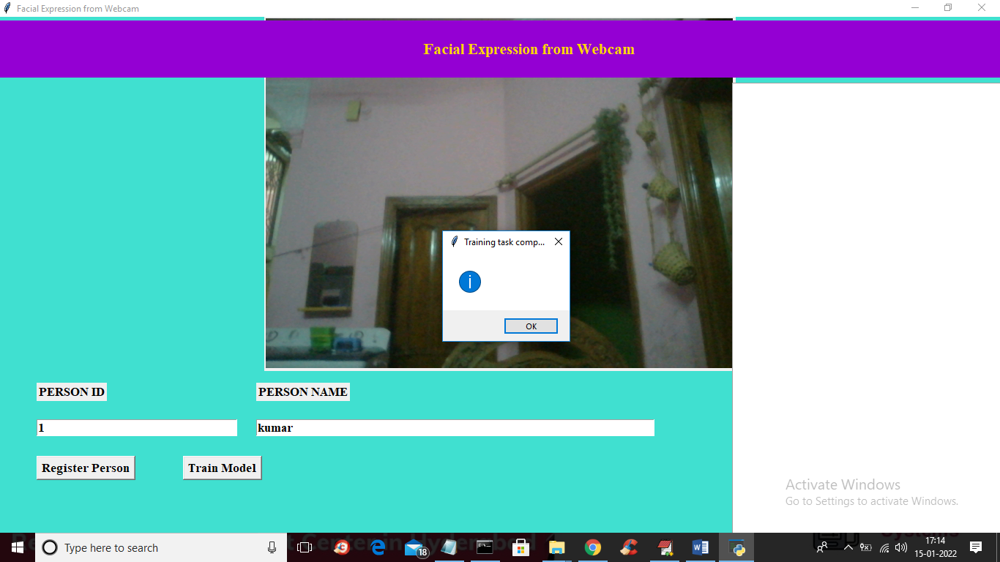 Facial Expression from Webcam
Facial Expression from Webcam
Training task comp...
i
OK
PERSON ID
PERSON NAME
1
kumar
Register Person
Train Model
Activate Windows
Go to Settings to activate Windows.
Type here to search
18
17:14
15-01-2022